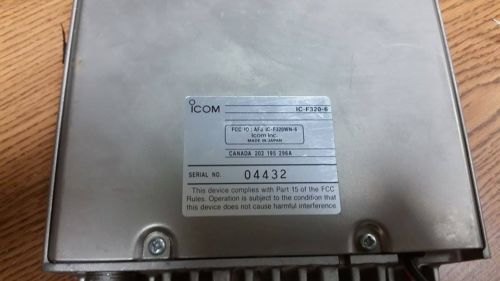 ICOM IC-F320-6
FCC ID: AFJ IC-F320WN-6
Icom Inc.
MADE IN JAPAN
CANADA 202 195 296A
SERIAL NO. 04432
This device complies with Part 15 of the FCC
Rules. Operation is subject to the condition that
this device does not cause harmful interference.